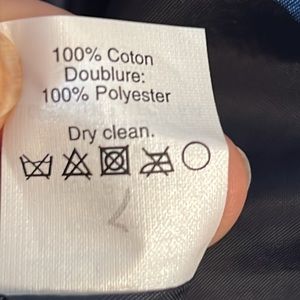 100% Coton
Doublure:
100% Polyester
Dry clean.